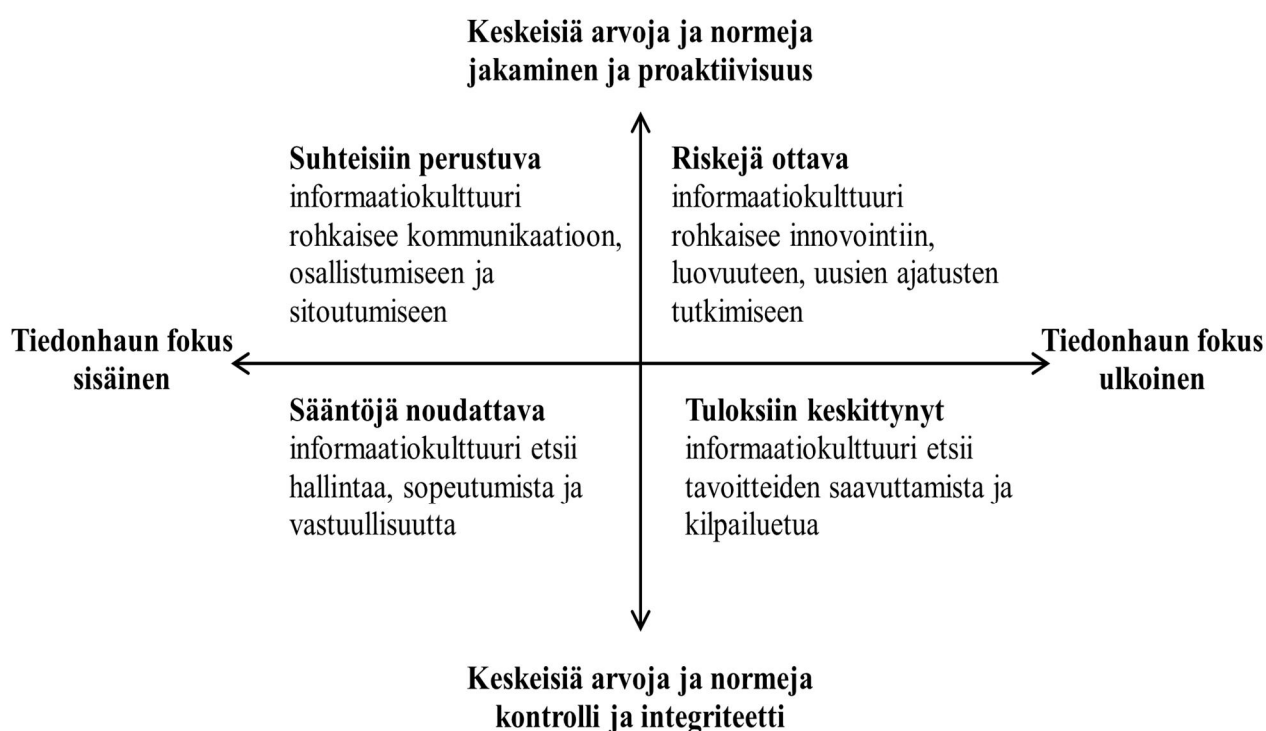 Keskeisiä arvoja ja normeja
jakaminen ja proaktiivisuus
Suhteisiin perustuva
informaatiokulttuuri
rohkaisee kommunikaatioon,
osallistumiseen ja
sitoutumiseen
Riskejä ottava
informaatiokulttuuri
rohkaisee innovointiin,
luovuuteen, uusien ajatusten
tutkimiseen
Tiedonhaun fokus
sisäinen
Tiedonhaun fokus
ulkoinen
Sääntöjä noudattava
informaatiokulttuuri etsii
hallintaa, sopeutumista ja
vastuullisuutta
Tuloksiin keskittynyt
informaatiokulttuuri etsii
tavoitteiden saavuttamista ja
kilpailuetua
Keskeisiä arvoja ja normeja
kontrolli ja integriteetti